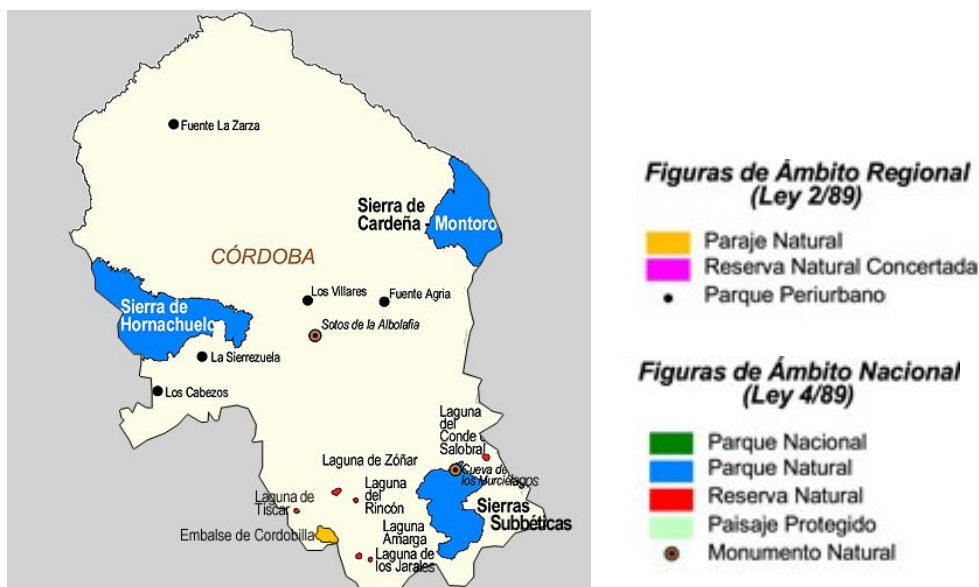 Fuente La Zarza
Sierra de
Cardeña
Montoro
CÓRDOBA
Los Villares
Fuente Agria
Sierra de
Hornachuelo
Sotos de la Albolafia
La Sierrezuela
Los Cabezos
Laguna
del
Conde
Salobral
Laguna de Zóñar
Cueva de
los Murciélagos
Laguna
del
Rincón
Laguna de
Tiscar
Sierras
Subbéticas
Embalse de Cordobilla
Laguna
Amarga
Laguna de
los Jarales
Figuras de Ámbito Regional
(Ley 2/89)
Paraje Natural
Reserva Natural Concertada
Parque Periurbano
Figuras de Ámbito Nacional
(Ley 4/89)
Parque Nacional
Parque Natural
Reserva Natural
Paisaje Protegido
Monumento Natural